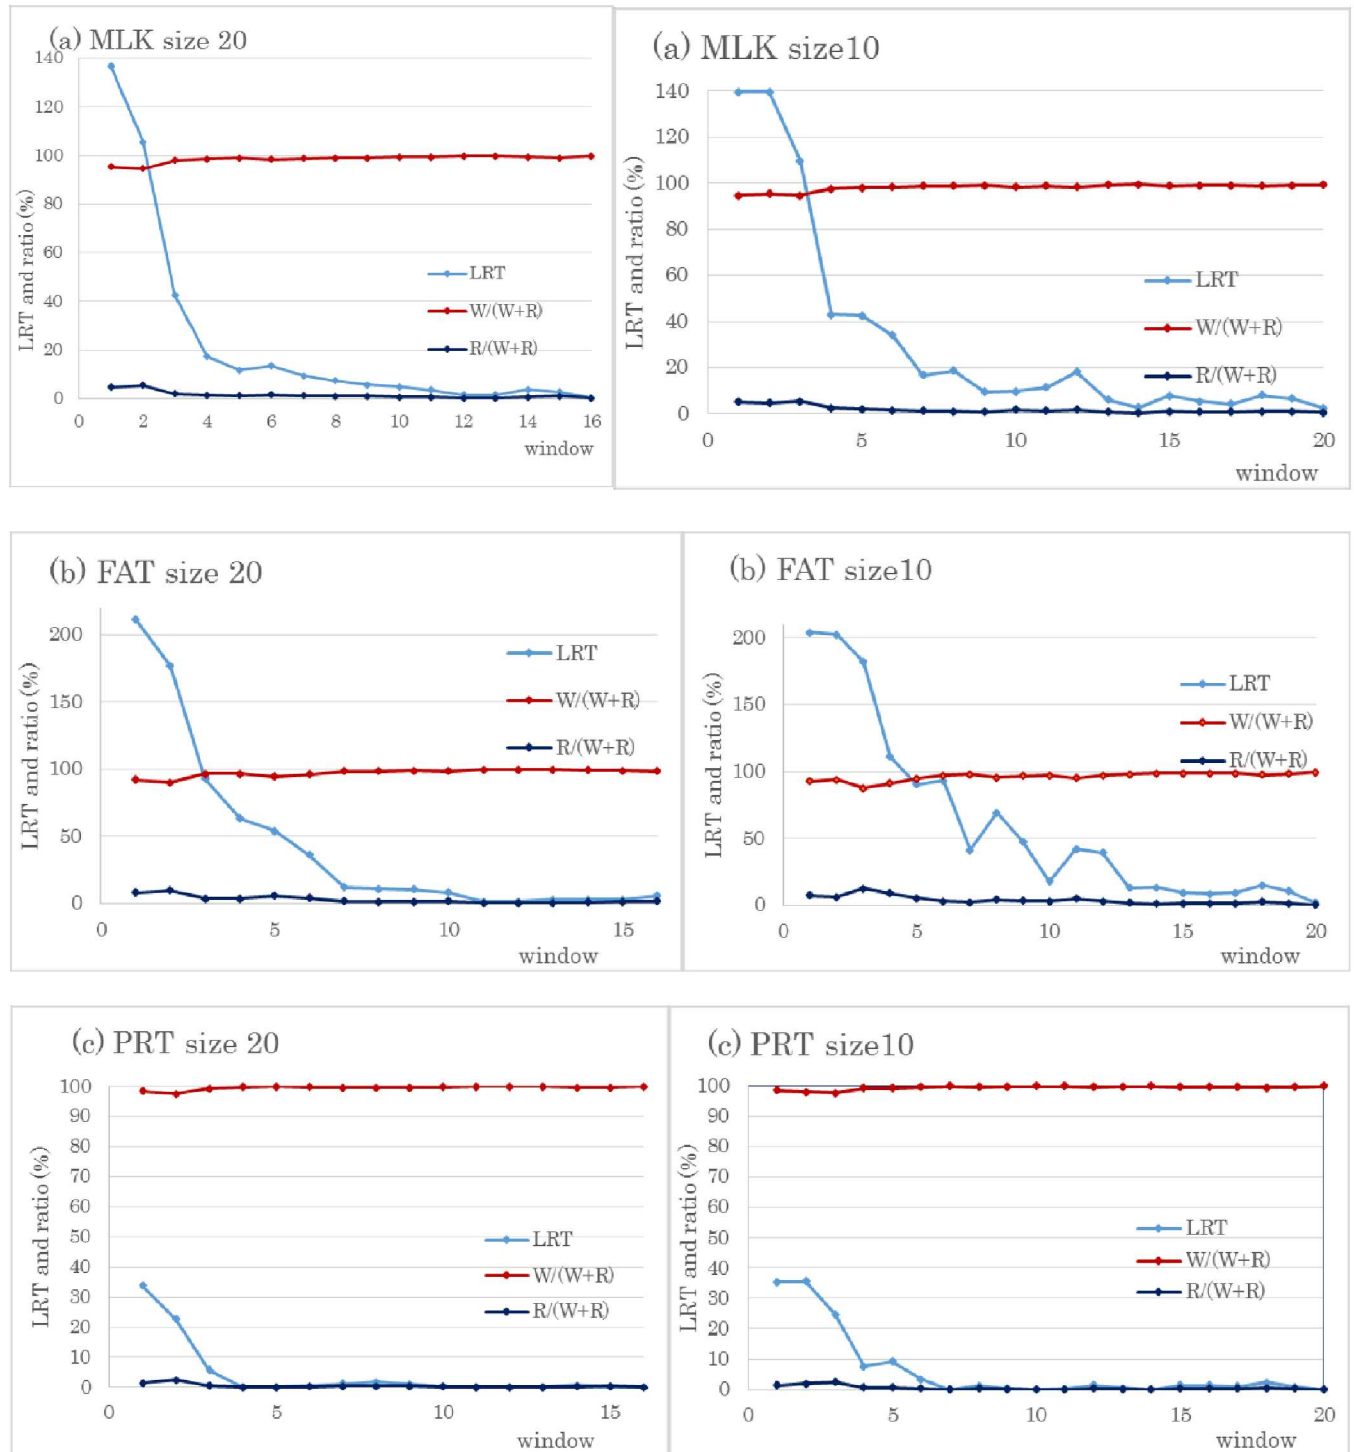 (a) MLK size 20
140
120
100
80
60
40
20
0
LRT and ratio (%)
LRT
W/(W+R)
R/(W+R)
0 2 4 6 8 10 12 14 16
window
(a) MLK size10
140
120
100
80
60
40
20
0
LRT and ratio (%)
LRT
W/(W+R)
R/(W+R)
0 5 10 15 20
window
(b) FAT size 20
200
150
100
50
0
LRT and ratio (%)
LRT
W/(W+R)
R/(W+R)
0 5 10 15
window
(b) FAT size10
200
150
100
50
0
LRT and ratio (%)
LRT
W/(W+R)
R/(W+R)
0 5 10 15 20
window
(c) PRT size 20
100
90
80
70
60
50
40
30
20
10
0
LRT and ratio (%)
LRT
W/(W+R)
R/(W+R)
0 5 10 15
window
(c) PRT size10
100
90
80
70
60
50
40
30
20
10
0
LRT and ratio (%)
LRT
W/(W+R)
R/(W+R)
0 5 10 15 20
window